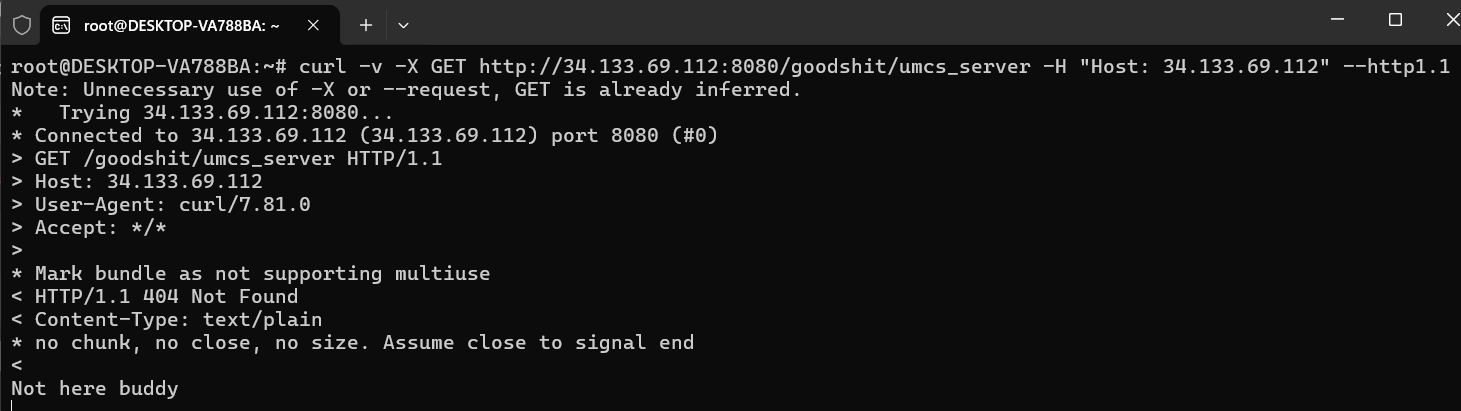 root@DESKTOP-VA788BA: ~
root@DESKTOP-VA788BA:~# curl -v -X GET http://34.133.69.112:8080/goodshit/umcs_server -H "Host: 34.133.69.112" --http1.1
Note: Unnecessary use of -X or --request, GET is already inferred.
*   Trying 34.133.69.112:8080...
* Connected to 34.133.69.112 (34.133.69.112) port 8080 (#0)
> GET /goodshit/umcs_server HTTP/1.1
> Host: 34.133.69.112
> User-Agent: curl/7.81.0
> Accept: */*
>
* Mark bundle as not supporting multiuse
< HTTP/1.1 404 Not Found
< Content-Type: text/plain
* no chunk, no close, no size. Assume close to signal end
<
Not here buddy